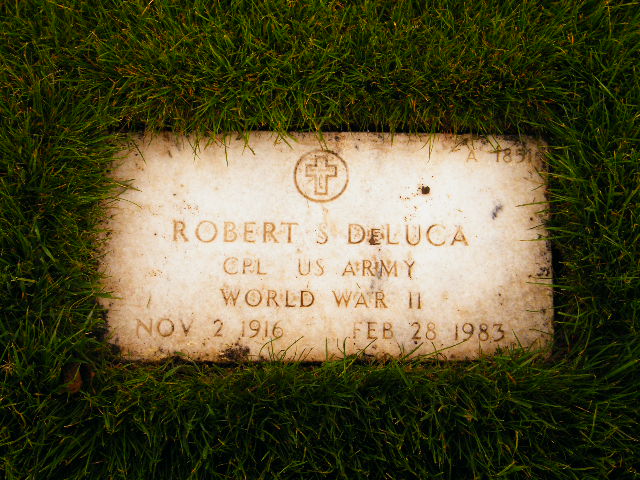 A 1851
ROBERT S DELUCA
CPL US ARMY
WORLD WAR II
NOV 2 1916 FEB 28 1983